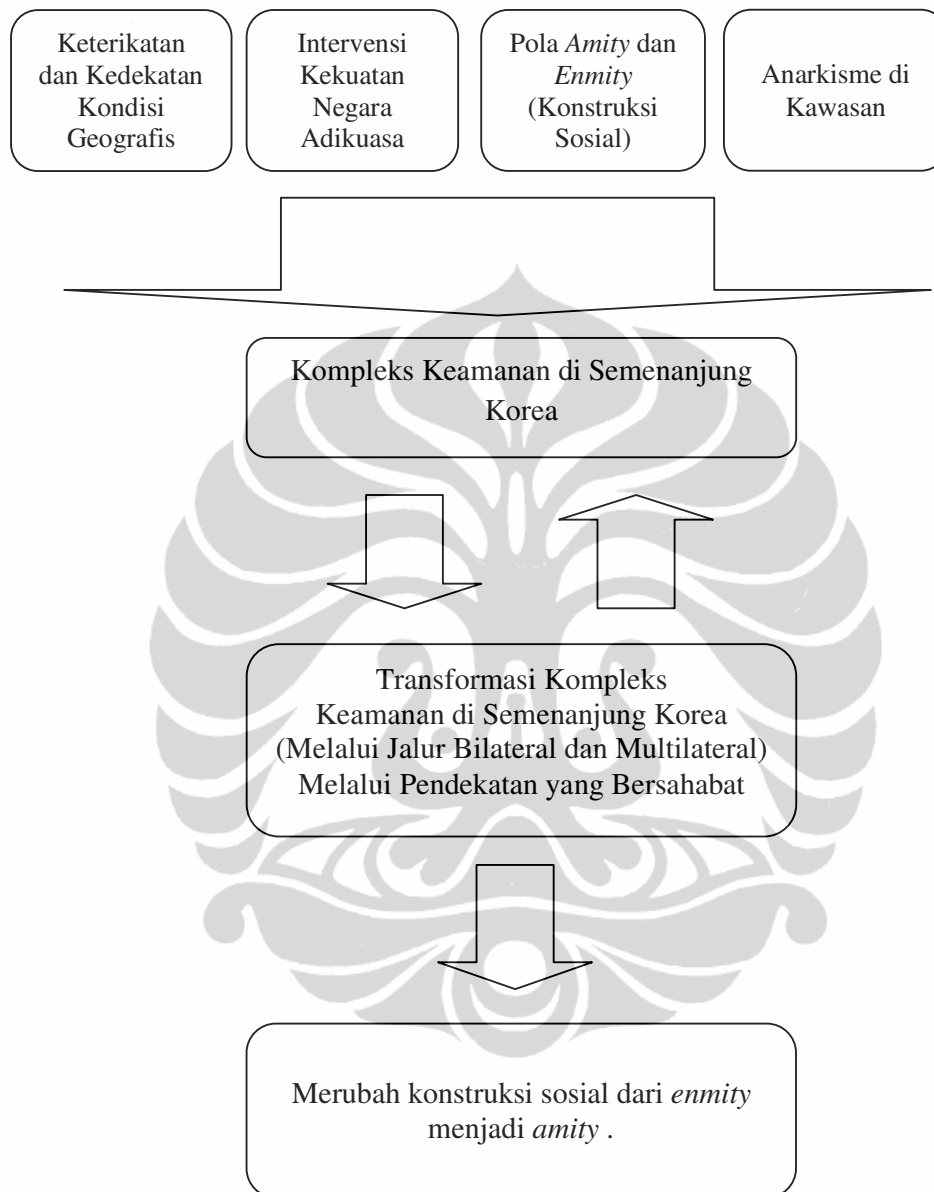 Keterikatan
dan Kedekatan
Kondisi
Geografis
Intervensi
Kekuatan
Negara
Adikuasa
Pola Amity dan
Enmity
(Konstruksi
Sosial)
Anarkisme di
Kawasan
Kompleks Keamanan di Semenanjung
Korea
Transformasi Kompleks
Keamanan di Semenanjung Korea
(Melalui Jalur Bilateral dan Multilateral)
Melalui Pendekatan yang Bersahabat
Merubah konstruksi sosial dari enmity
menjadi amity .